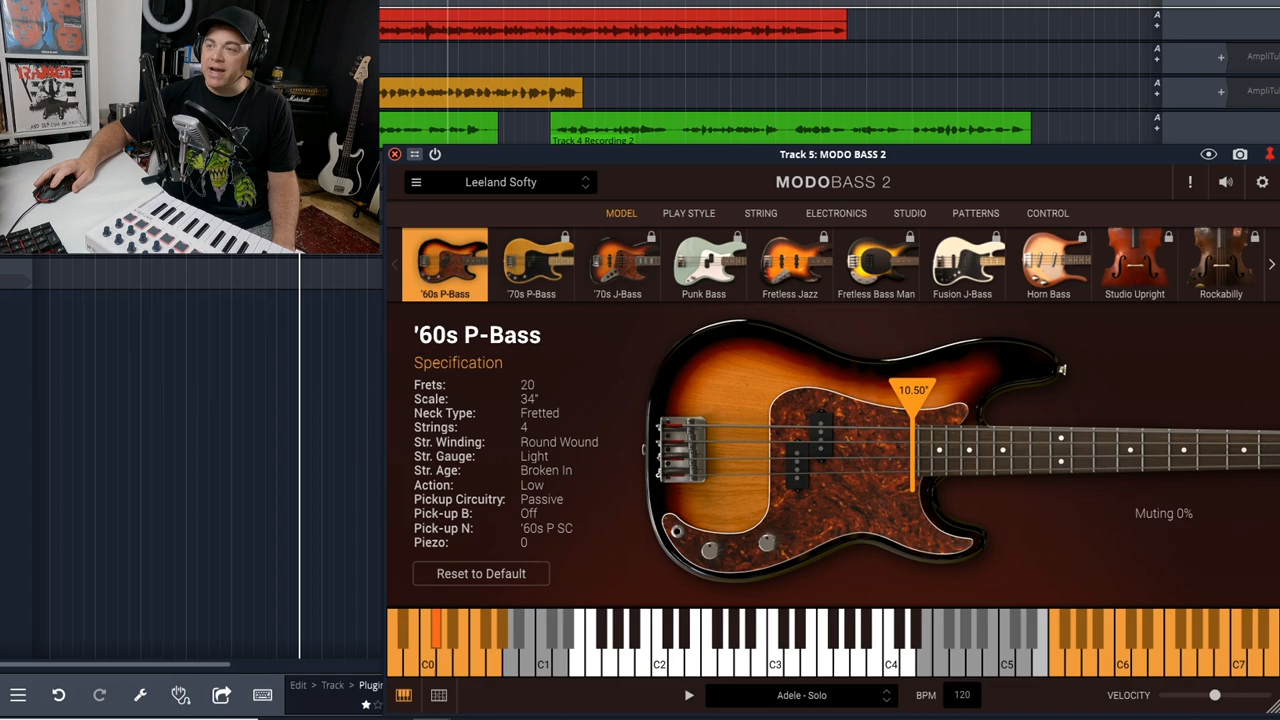 RANCID
Marshall
A
A
+ AmpliTu
A
+ AmpliTu
A
Track 4 Recording 2
Track 5: MODO BASS 2
Leeland Softy
MODO BASS 2
!
MODEL PLAY STYLE STRING ELECTRONICS STUDIO PATTERNS CONTROL
'60s P-Bass '70s P-Bass '70s J-Bass Punk Bass Fretless Jazz Fretless Bass Man Fusion J-Bass Horn Bass Studio Upright Rockabilly
'60s P-Bass
Specification
Frets: 20
Scale: 34"
Neck Type: Fretted
Strings: 4
Str. Winding: Round Wound
Str. Gauge: Light
Str. Age: Broken In
Action: Low
Pickup Circuitry: Passive
Pick-up B: Off
Pick-up N: '60s P SC
Piezo: 0
10.50"
Muting 0%
Reset to Default
C0 C1 C2 C3 C4 C5 C6 C7
Edit > Track > Plugin
Adele - Solo
BPM 120
VELOCITY